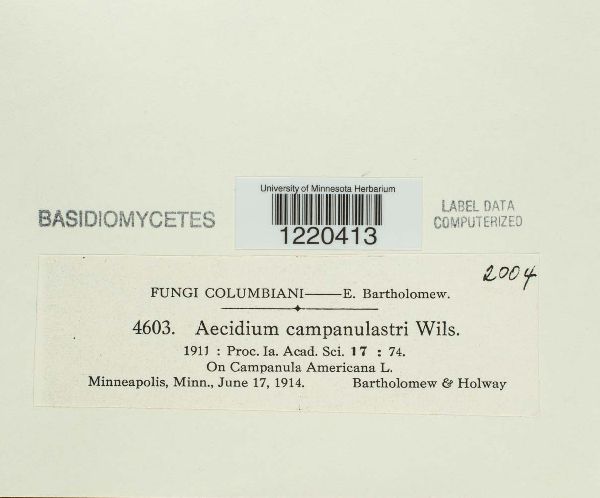 University of Minnesota Herbarium
1220413
BASIDIOMYCETES
LABEL DATA
COMPUTERIZED
2004
FUNGI COLUMBIANI——E. Bartholomew.
4603. Aecidium campanulastri Wils.
1911 : Proc. Ia. Acad. Sci. 17 : 74.
On Campanula Americana L.
Minneapolis, Minn., June 17, 1914. Bartholomew & Holway